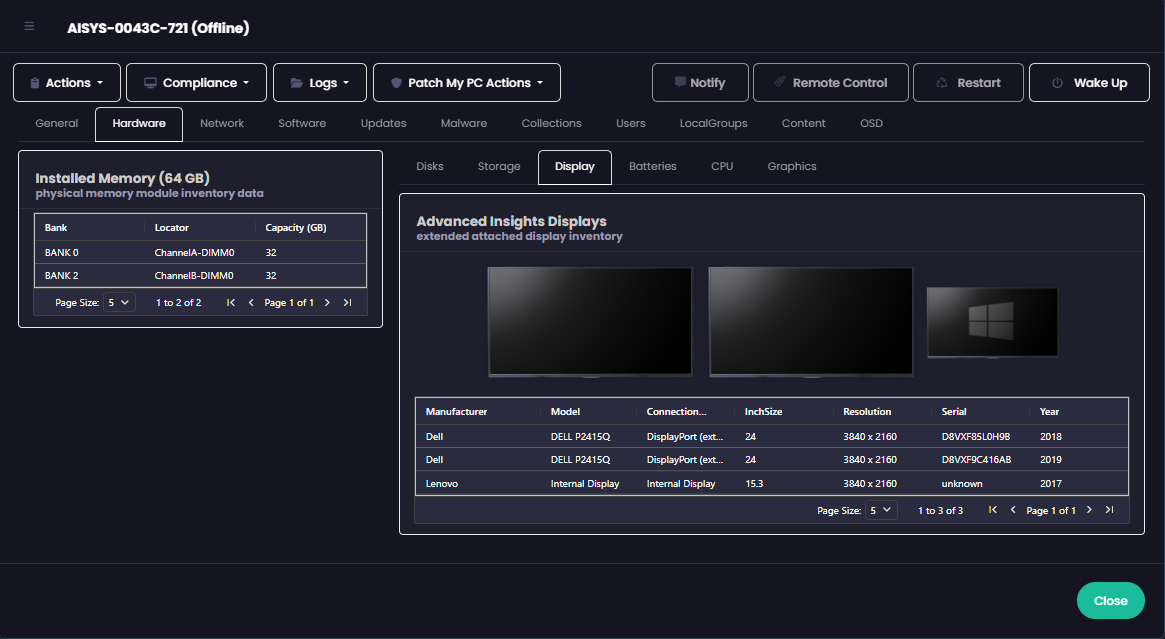 AISYS-0043C-721 (Offline)
Actions Compliance Logs Patch My PC Actions Notify Remote Control Restart Wake Up
General Hardware Network Software Updates Malware Collections Users LocalGroups Content OSD
Installed Memory (64 GB)
physical memory module inventory data
Bank Locator Capacity (GB)
BANK 0 ChannelA-DIMM0 32
BANK 2 ChannelB-DIMM0 32
Page Size: 5 1 to 2 of 2 Page 1 of 1
Disks Storage Display Batteries CPU Graphics
Advanced Insights Displays
extended attached display inventory
Manufacturer Model Connection... InchSize Resolution Serial Year
Dell DELL P2415Q DisplayPort (ext... 24 3840 x 2160 D8VXF85L0H9B 2018
Dell DELL P2415Q DisplayPort (ext... 24 3840 x 2160 D8VXF9C416AB 2019
Lenovo Internal Display Internal Display 15.3 3840 x 2160 unknown 2017
Page Size: 5 1 to 3 of 3 Page 1 of 1
Close